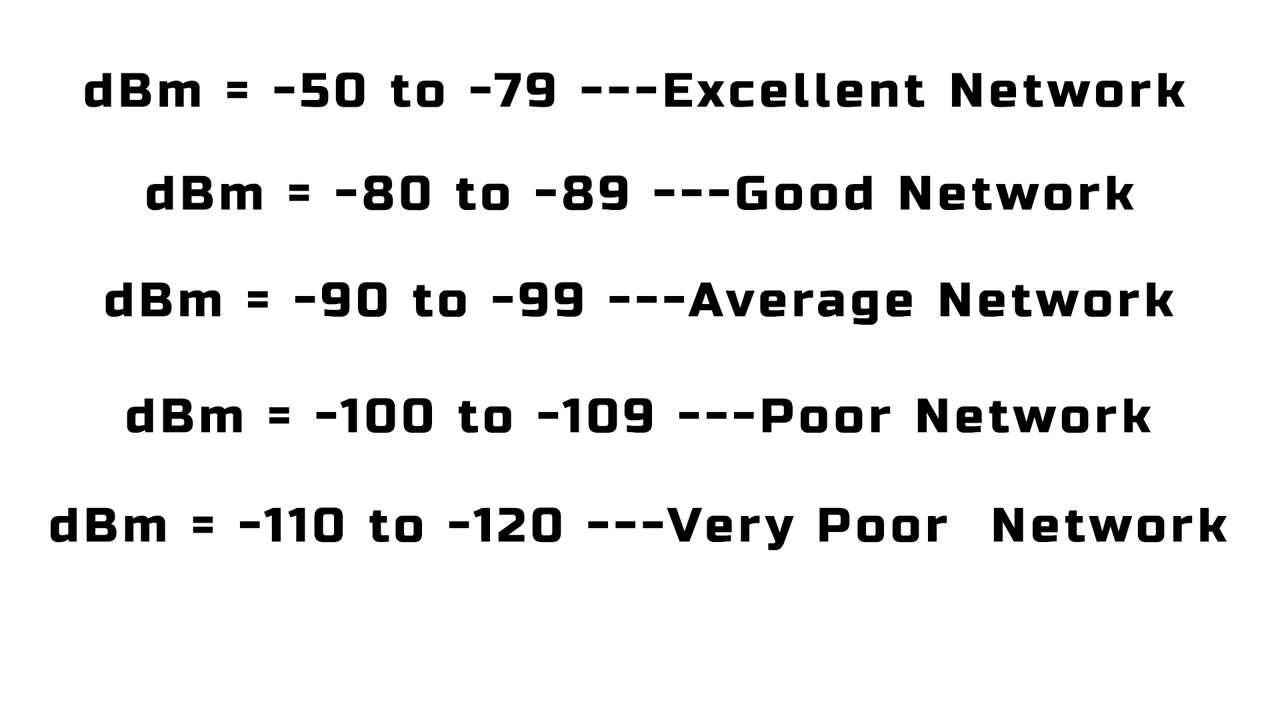 dBm = -50 to -79 ---Excellent Network
dBm = -80 to -89 ---Good Network
dBm = -90 to -99 ---Average Network
dBm = -100 to -109 ---Poor Network
dBm = -110 to -120 ---Very Poor  Network